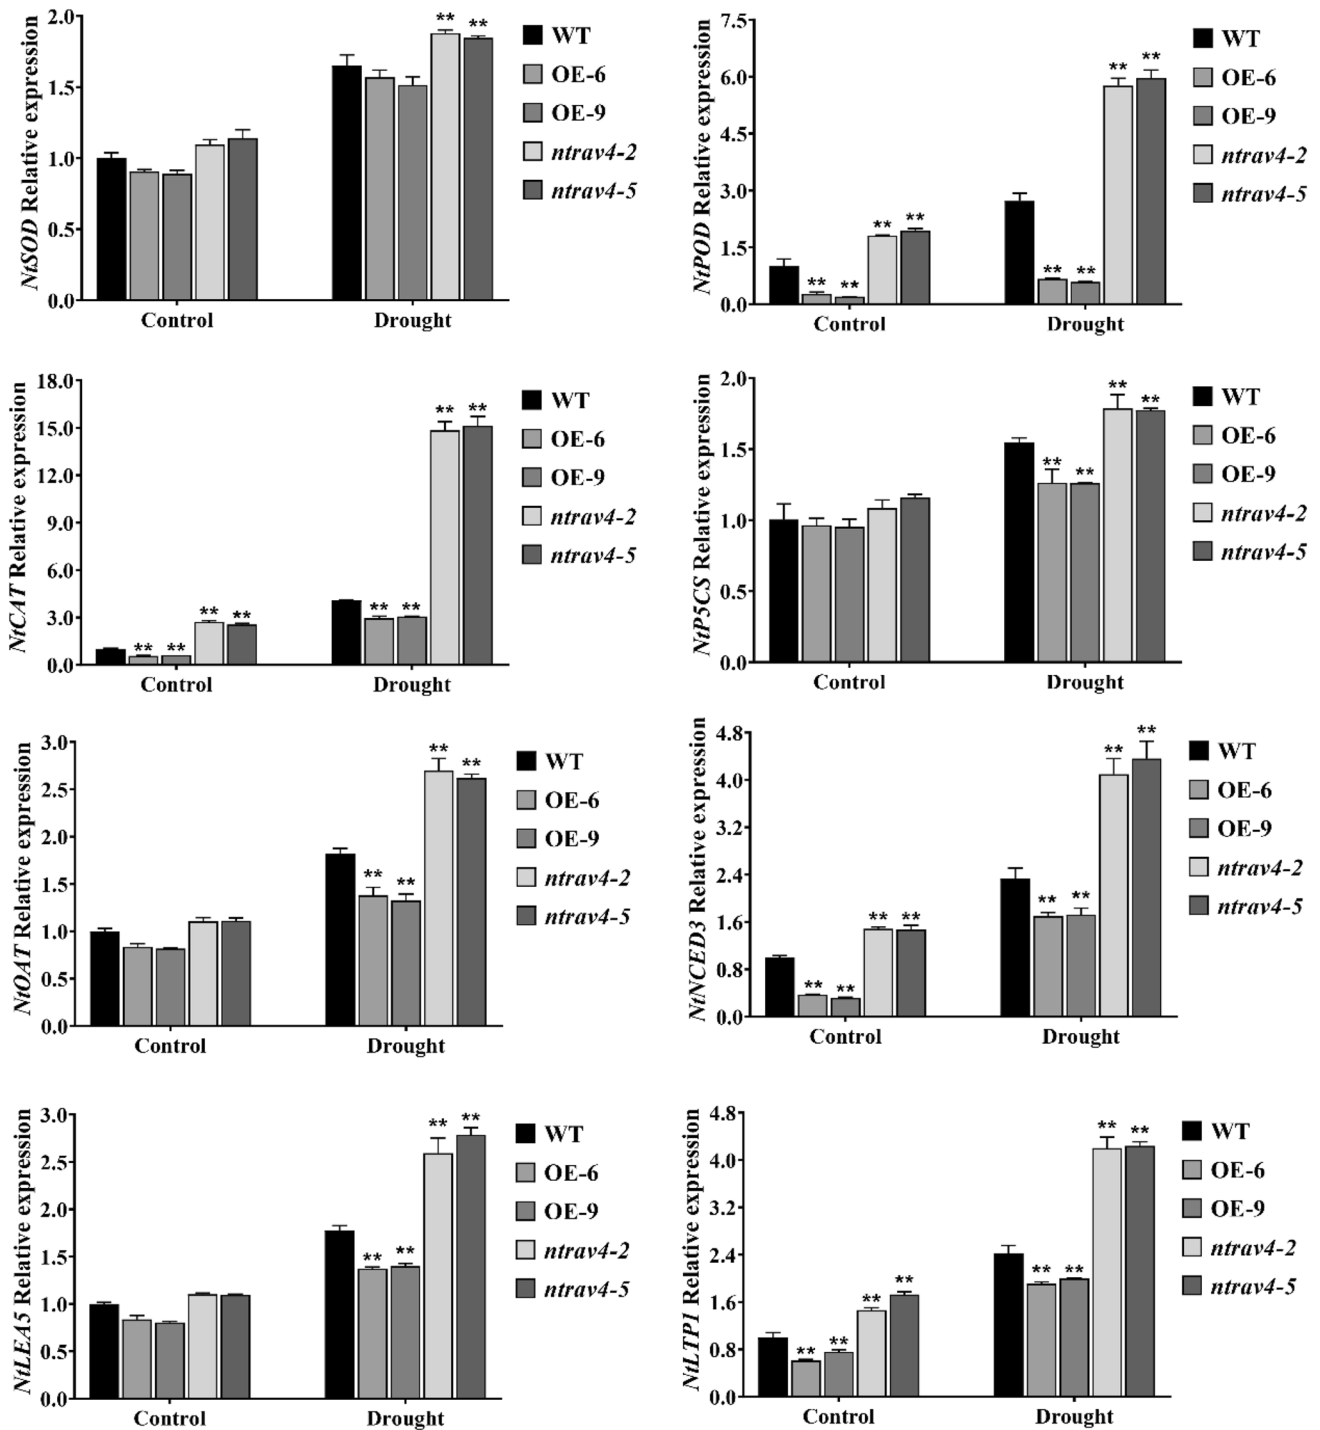 NtSOD Relative expression
2.0
1.5
1.0
0.5
0.0
** **
Control
Drought
WT
OE-6
OE-9
ntrav4-2
ntrav4-5
NtPOD Relative expression
7.5
6.0
4.5
3.0
1.5
0.0
** ** ** **
** ** ** **
Control
Drought
WT
OE-6
OE-9
ntrav4-2
ntrav4-5
NtCAT Relative expression
18.0
15.0
12.0
9.0
6.0
3.0
0.0
** ** ** **
** ** ** **
Control
Drought
WT
OE-6
OE-9
ntrav4-2
ntrav4-5
NtP5CS Relative expression
2.0
1.5
1.0
0.5
0.0
** ** ** **
Control
Drought
WT
OE-6
OE-9
ntrav4-2
ntrav4-5
NtOAT Relative expression
3.0
2.5
2.0
1.5
1.0
0.5
0.0
** ** ** **
Control
Drought
WT
OE-6
OE-9
ntrav4-2
ntrav4-5
NtNCED3 Relative expression
4.8
4.0
3.2
2.4
1.6
0.8
0.0
** ** ** **
** ** ** **
Control
Drought
WT
OE-6
OE-9
ntrav4-2
ntrav4-5
NtLEA5 Relative expression
3.0
2.5
2.0
1.5
1.0
0.5
0.0
** ** ** **
Control
Drought
WT
OE-6
OE-9
ntrav4-2
ntrav4-5
NtLTP1 Relative expression
4.8
4.0
3.2
2.4
1.6
0.8
0.0
** ** ** **
** ** ** **
Control
Drought
WT
OE-6
OE-9
ntrav4-2
ntrav4-5